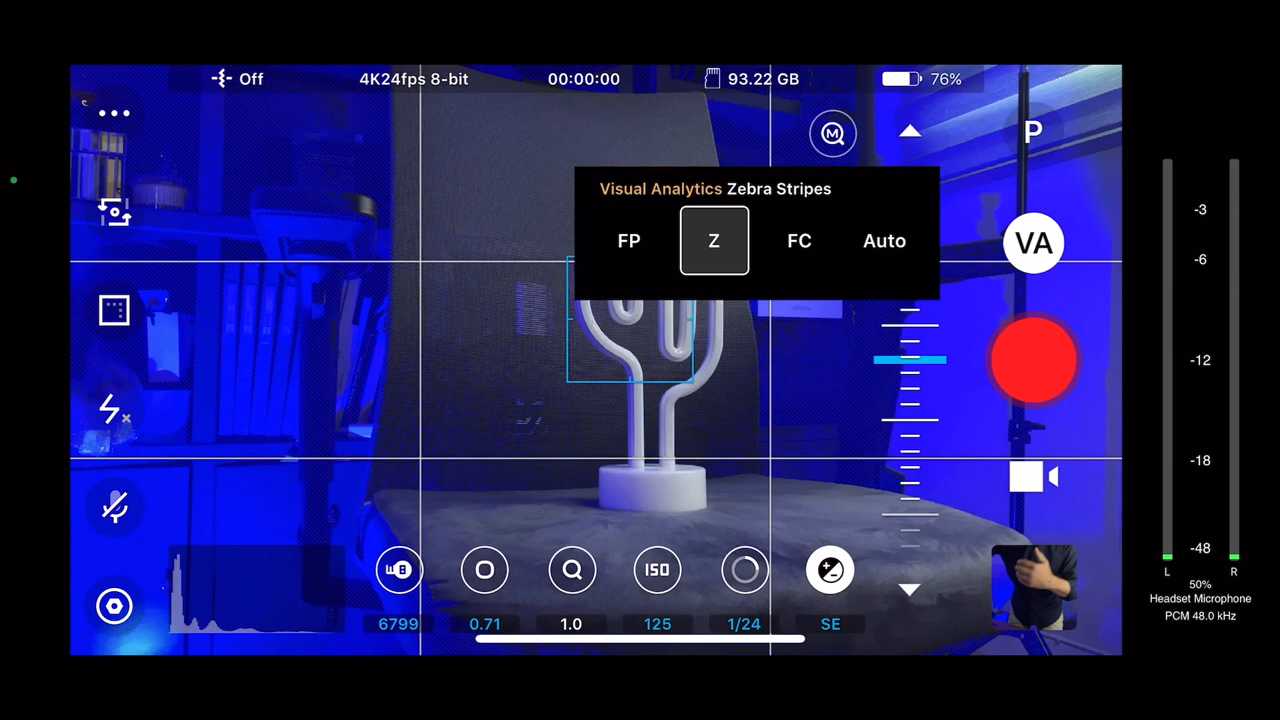 Off
4K24fps 8-bit
00:00:00
93.22 GB
76%
M
P
Visual Analytics Zebra Stripes
FP
Z
FC
Auto
VA
-3
-6
-12
-18
-48
L
R
50%
Headset Microphone
PCM 48.0 kHz
WB
ISO
6799
0.71
1.0
125
1/24
SE